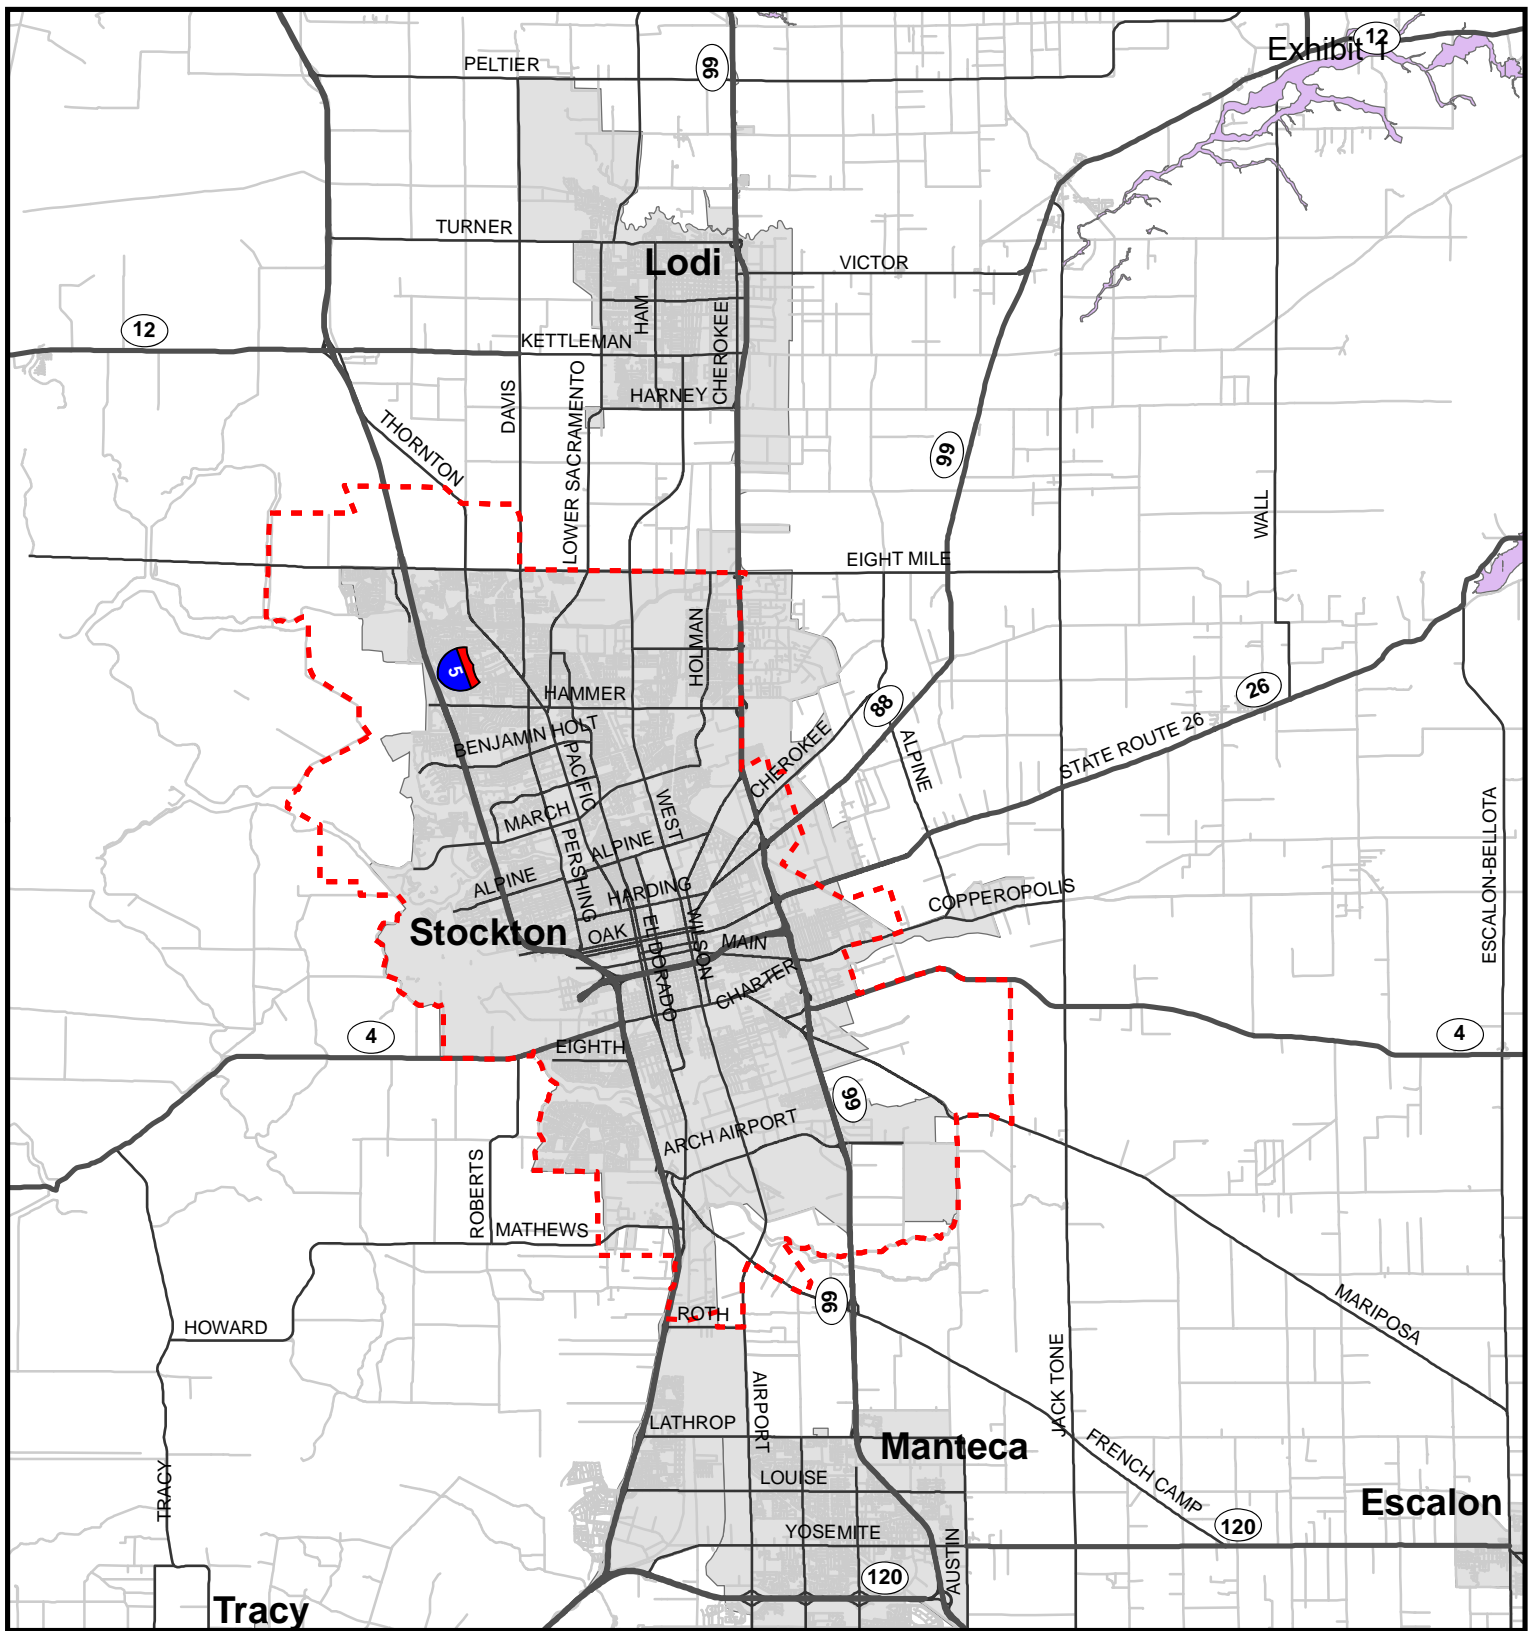 Exhibit 1
12
PELTIER
99
TURNER
Lodi
VICTOR
HAM
CHEROKEE
12
KETTLEMAN
HARNEY
DAVIS
LOWER SACRAMENTO
THORNTON
99
WALL
EIGHT MILE
HOLMAN
5
HAMMER
26
88
BENJAMIN HOLT
PACIFIC
CHEROKEE
ALPINE
STATE ROUTE 26
MARCH
WEST
PERSHING
ALPINE
ESCALON-BELLOTA
ALPINE
HARDING
COPPEROPOLIS
Stockton
OAK
ELDORADO
WILSON
MAIN
CHARTER
4
4
EIGHTH
99
ARCH AIRPORT
ROBERTS
MATHEWS
99
ROTH
HOWARD
MARIPOSA
JACK TONE
AIRPORT
LATHROP
Manteca
FRENCH CAMP
LOUISE
TRACY
Escalon
YOSEMITE
120
AUSTIN
120
Tracy